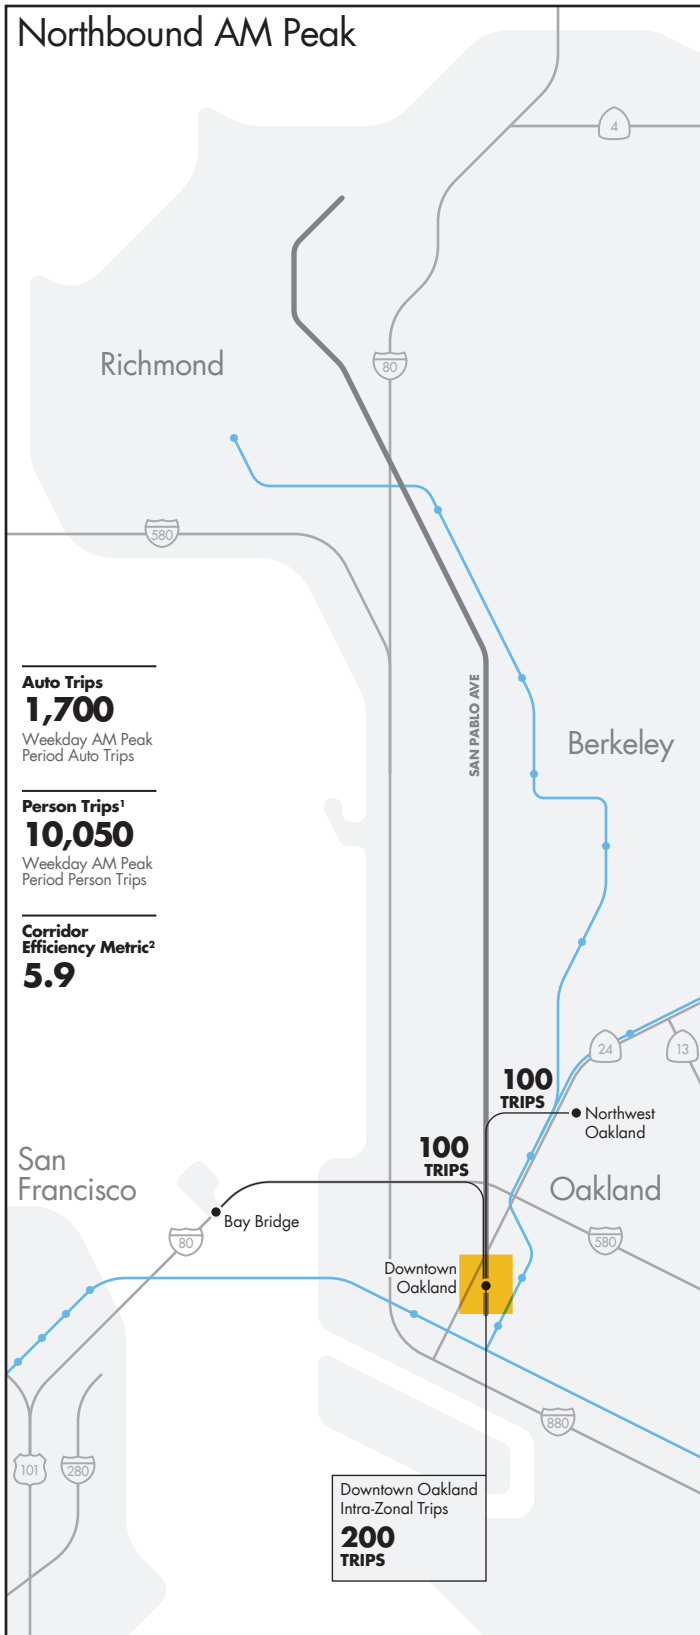 Northbound AM Peak
4
80
Richmond
580
SAN PABLO AVE
Auto Trips
1,700
Weekday AM Peak
Period Auto Trips
Berkeley
Person Trips¹
10,050
Weekday AM Peak
Period Person Trips
Corridor
Efficiency Metric²
5.9
24
13
100
TRIPS
Northwest
Oakland
100
TRIPS
San
Francisco
Oakland
Bay Bridge
80
580
Downtown
Oakland
880
101
280
Downtown Oakland
Intra-Zonal Trips
200
TRIPS